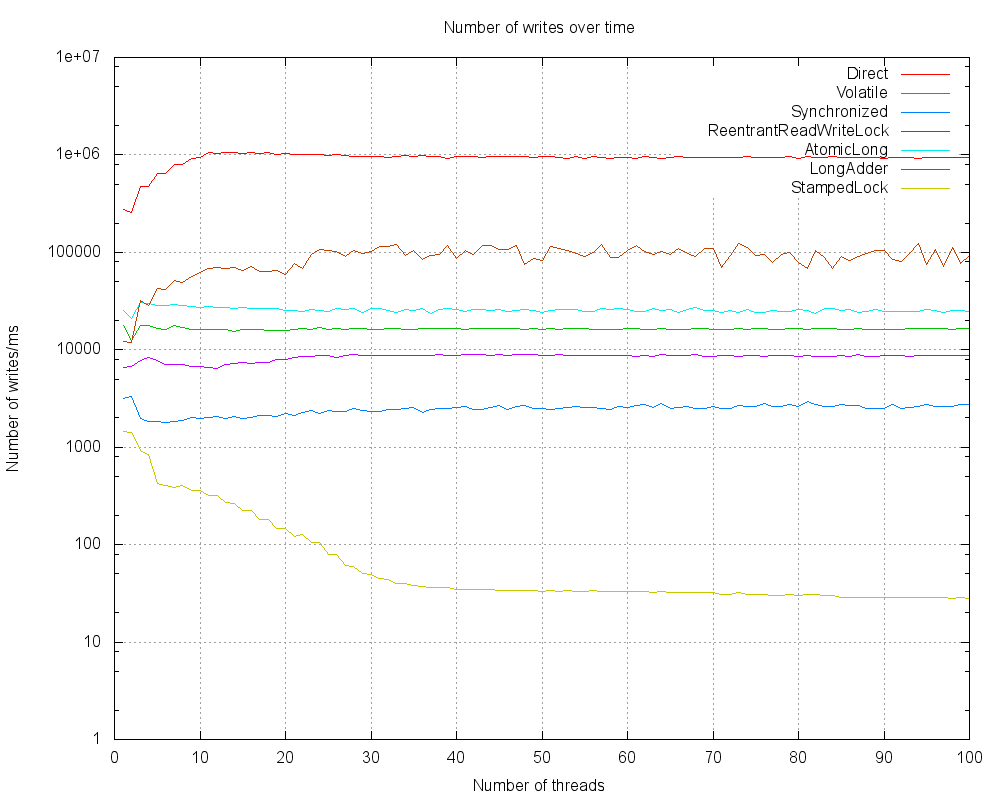 Number of writes over time
1e+07
1e+06
100000
10000
1000
100
10
1
Number of writes/ms
Direct
Volatile
Synchronized
ReentrantReadWriteLock
AtomicLong
LongAdder
StampedLock
0 10 20 30 40 50 60 70 80 90 100
Number of threads